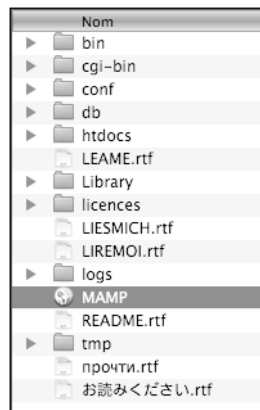 Nom
bin
cgi-bin
conf
db
htdocs
LEAME.rtf
Library
licences
LIESMICH.rtf
LIREMOI.rtf
logs
MAMP
README.rtf
tmp
прочти.rtf
お読みください.rtf